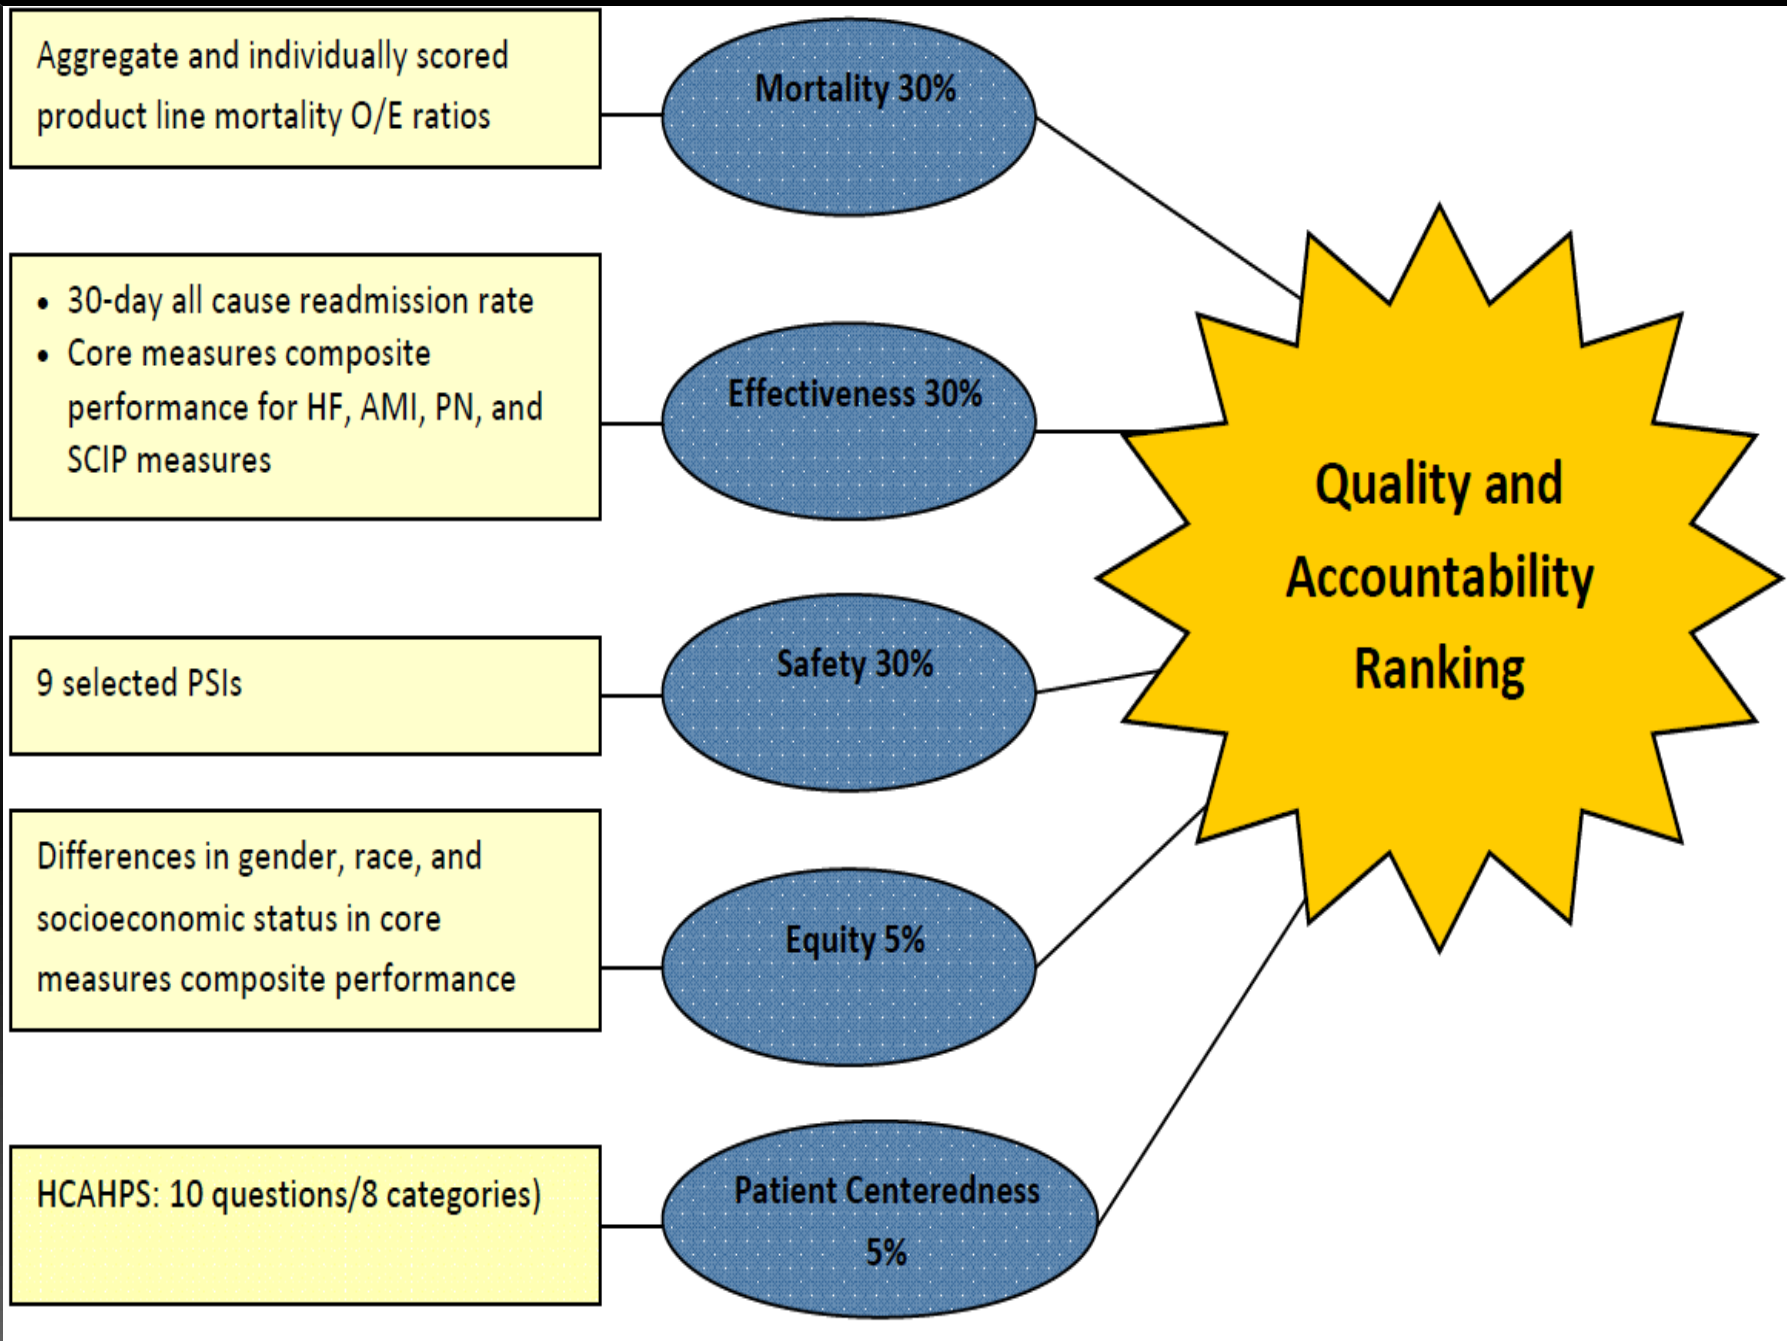 Aggregate and individually scored
product line mortality O/E ratios
Mortality 30%
• 30-day all cause readmission rate
• Core measures composite
performance for HF, AMI, PN, and
SCIP measures
Effectiveness 30%
9 selected PSIs
Safety 30%
Differences in gender, race, and
socioeconomic status in core
measures composite performance
Equity 5%
HCAHPS: 10 questions/8 categories)
Patient Centeredness
5%
Quality and
Accountability
Ranking